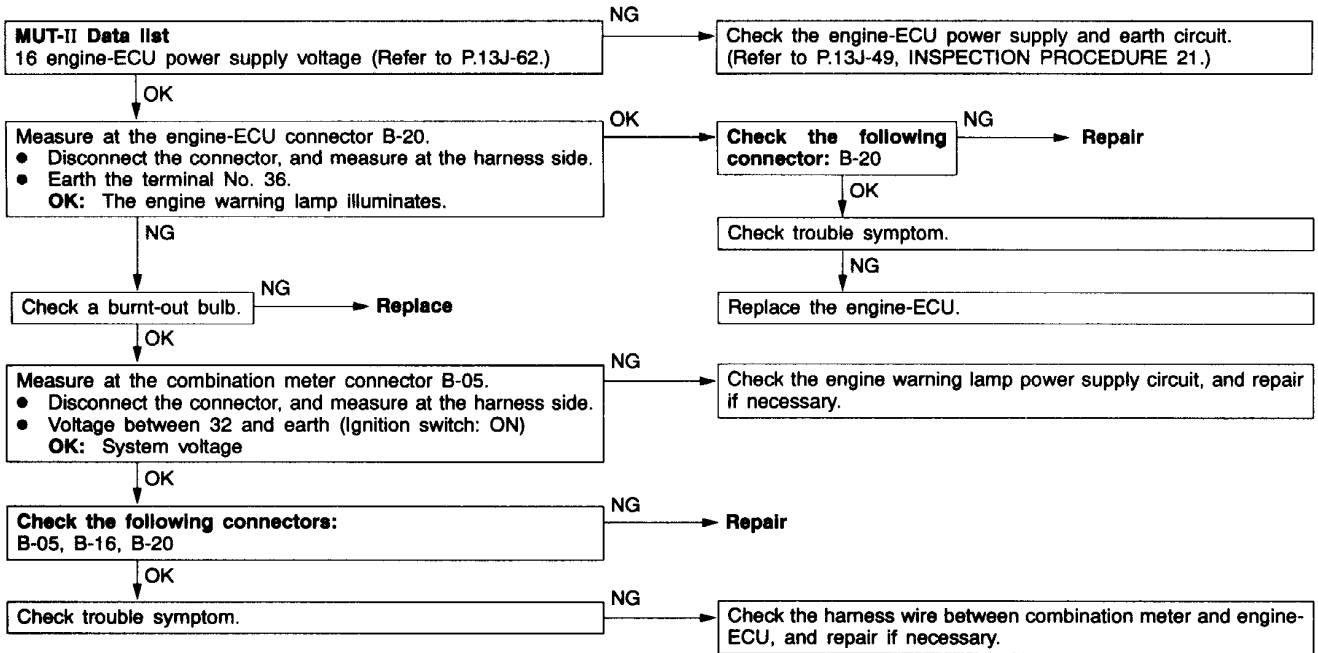 MUT-II Data list
16 engine-ECU power supply voltage (Refer to P.13J-62.)
NG
Check the engine-ECU power supply and earth circuit.
(Refer to P.13J-49, INSPECTION PROCEDURE 21.)
OK
Measure at the engine-ECU connector B-20.
● Disconnect the connector, and measure at the harness side.
● Earth the terminal No. 36.
OK: The engine warning lamp illuminates.
OK
Check the following
connector: B-20
NG
Repair
OK
Check trouble symptom.
NG
Replace the engine-ECU.
NG
Check a burnt-out bulb.
NG
Replace
OK
Measure at the combination meter connector B-05.
● Disconnect the connector, and measure at the harness side.
● Voltage between 32 and earth (Ignition switch: ON)
OK: System voltage
NG
Check the engine warning lamp power supply circuit, and repair
if necessary.
OK
Check the following connectors:
B-05, B-16, B-20
NG
Repair
OK
Check trouble symptom.
NG
Check the harness wire between combination meter and engine-
ECU, and repair if necessary.